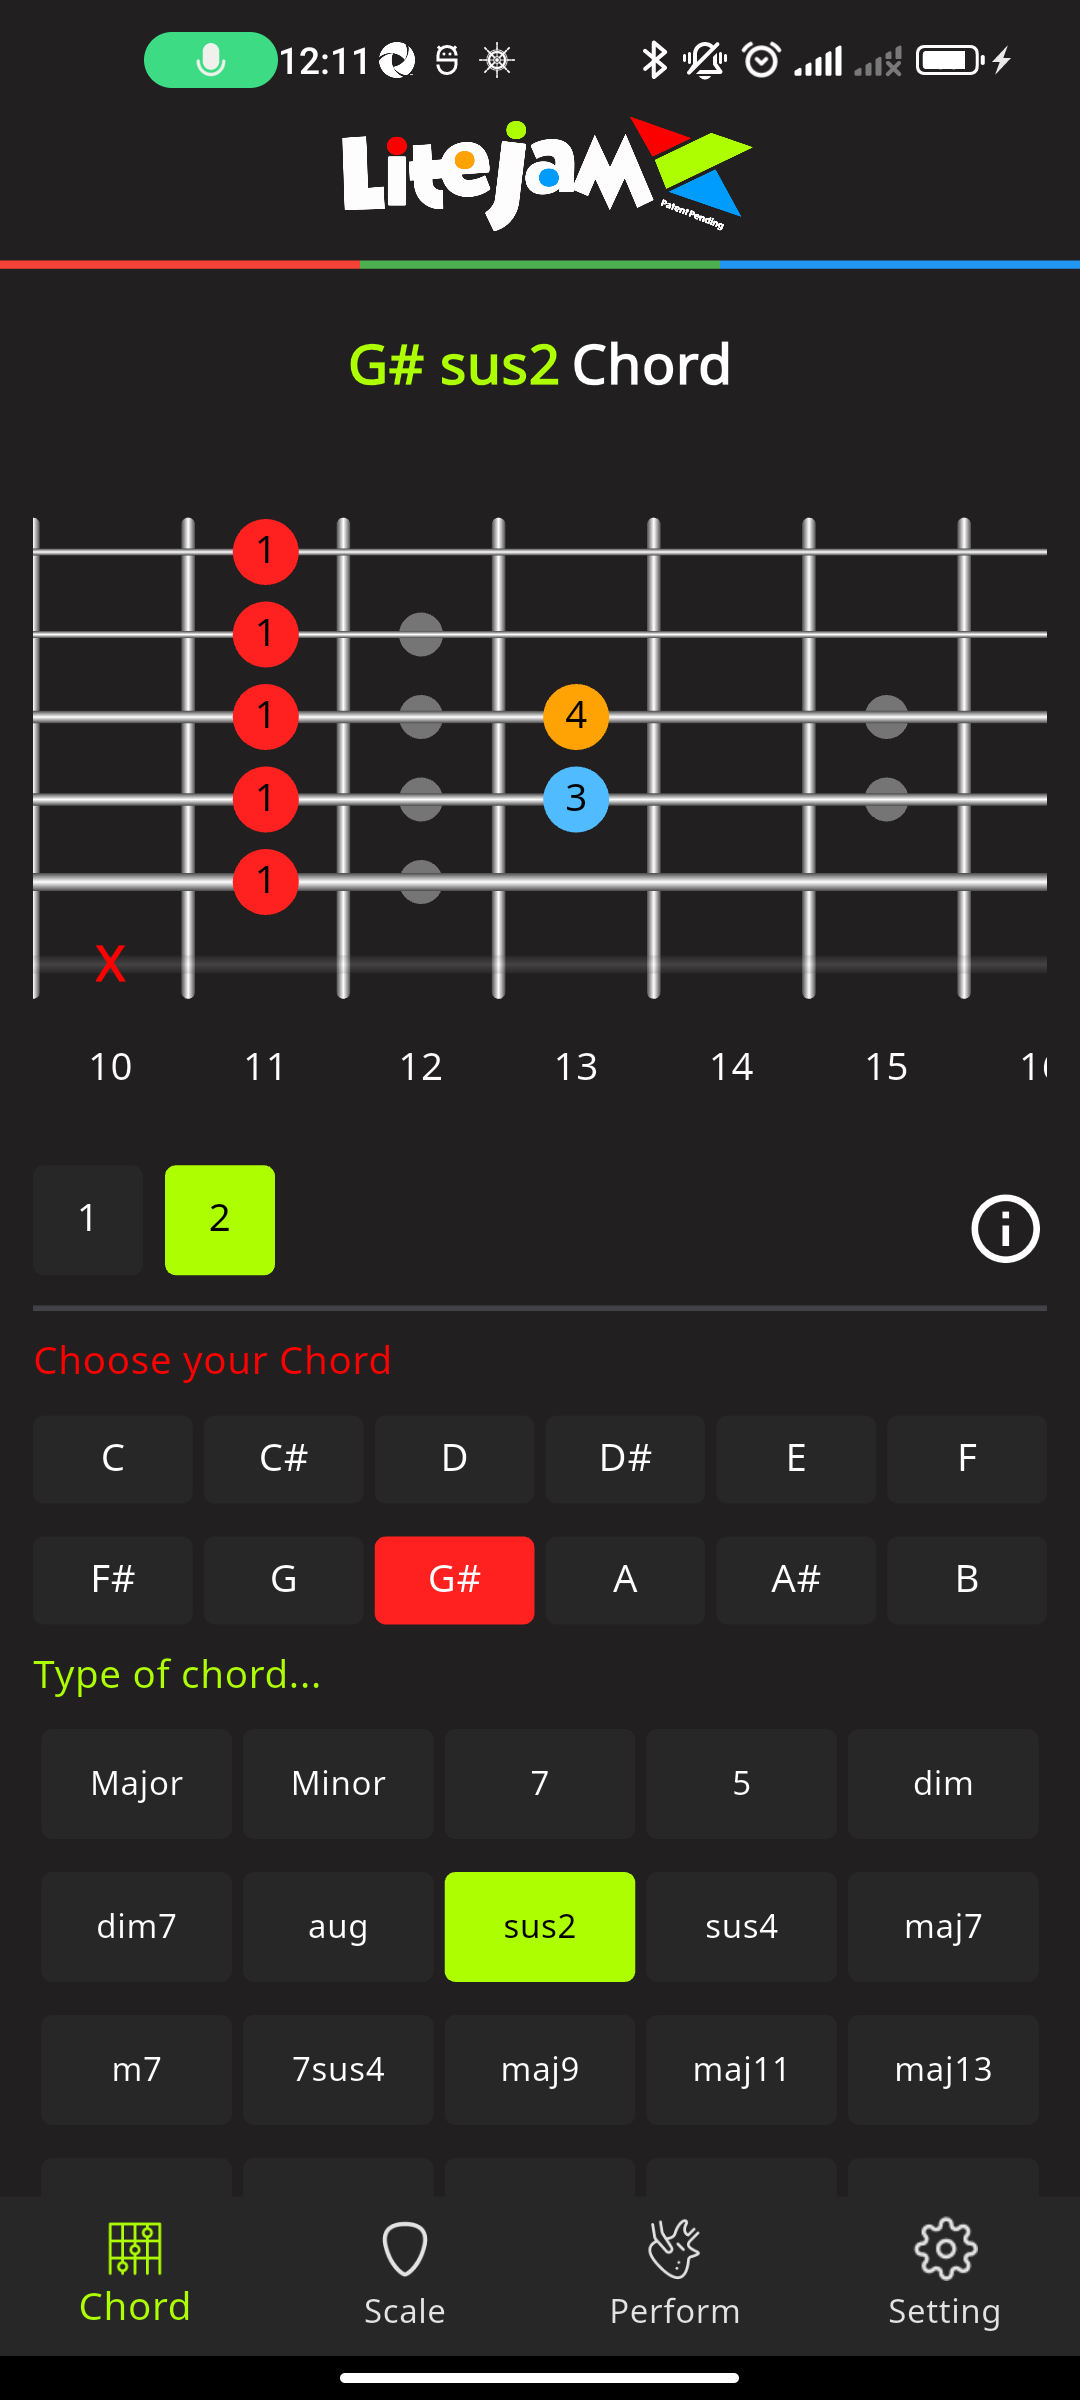 12:11
LiteJam
Patent Pending
G# sus2 Chord
1
1
1 4
1 3
1
X
10 11 12 13 14 15
1 2
Choose your Chord
C C# D D# E F
F# G G# A A# B
Type of chord...
Major Minor 7 5 dim
dim7 aug sus2 sus4 maj7
m7 7sus4 maj9 maj11 maj13
Chord Scale Perform Setting